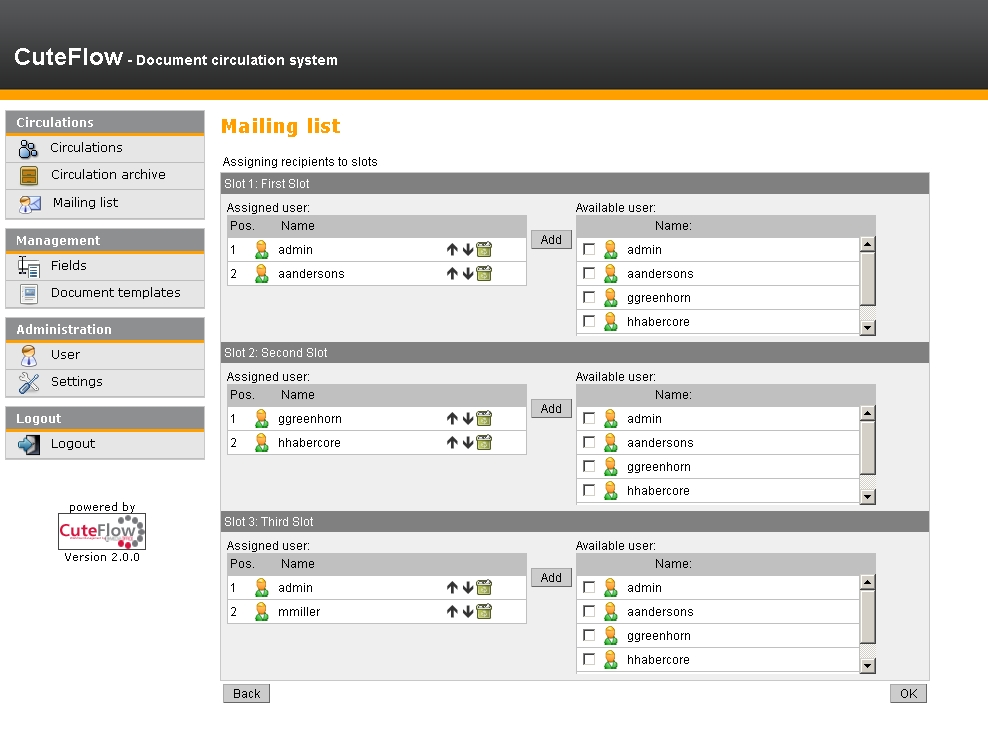 CuteFlow - Document circulation system
Circulations
Circulations
Circulation archive
Mailing list
Management
Fields
Document templates
Administration
User
Settings
Logout
Logout
powered by
CuteFlow
Version 2.0.0
Mailing list
Assigning recipients to slots
Slot 1: First Slot
Assigned user:
Pos. Name
1 admin
2 aandersons
Add
Available user:
Name:
admin
aandersons
ggreenhorn
hhabercore
Slot 2: Second Slot
Assigned user:
Pos. Name
1 ggreenhorn
2 hhabercore
Add
Available user:
Name:
admin
aandersons
ggreenhorn
hhabercore
Slot 3: Third Slot
Assigned user:
Pos. Name
1 admin
2 mmiller
Add
Available user:
Name:
admin
aandersons
ggreenhorn
hhabercore
Back OK